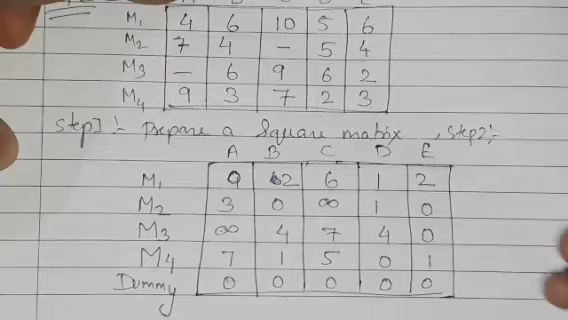 M1 4 6 10 5 6
M2 7 4 - 5 4
M3 - 6 9 6 2
M4 9 3 7 2 3
Step1:- Prepare a Square matrix , Step2:-
A B C D E
M1 0 2 6 1 2
M2 3 0 ∞ 1 0
M3 ∞ 4 7 4 0
M4 7 1 5 0 1
Dummy 0 0 0 0 0